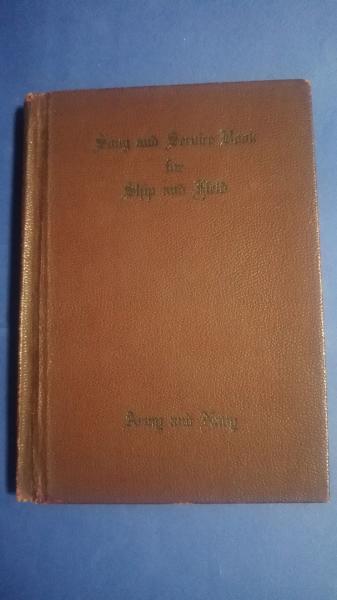 Song and Service Book
for
Ship and Field
Army and Navy